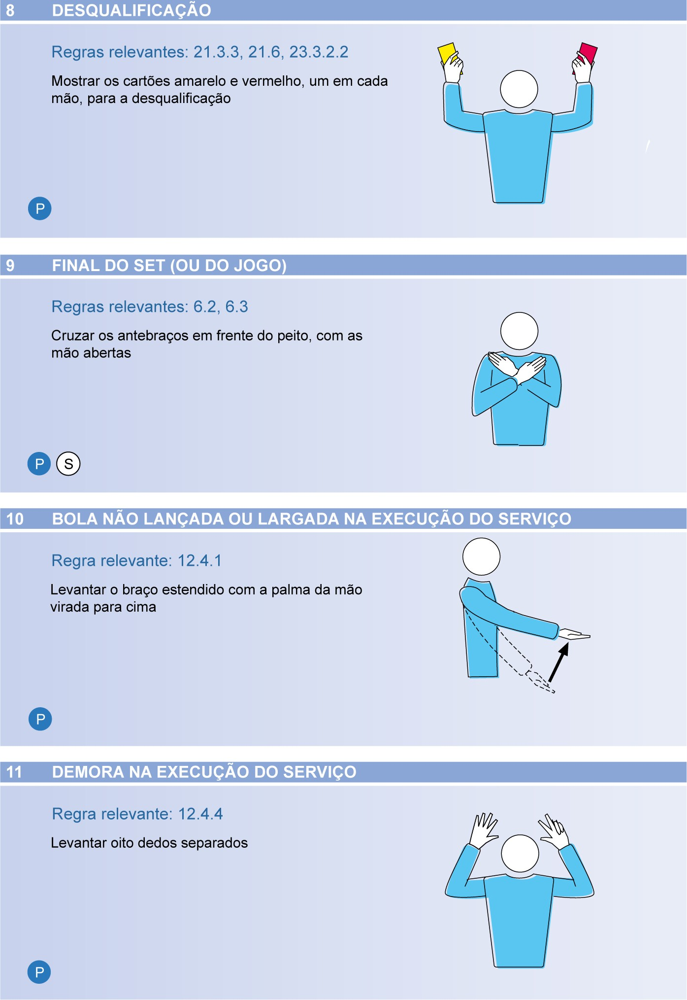 8 DESQUALIFICAÇÃO
Regras relevantes: 21.3.3, 21.6, 23.3.2.2
Mostrar os cartões amarelo e vermelho, um em cada
mão, para a desqualificação
P
9 FINAL DO SET (OU DO JOGO)
Regras relevantes: 6.2, 6.3
Cruzar os antebraços em frente do peito, com as
mão abertas
P S
10 BOLA NÃO LANÇADA OU LARGADA NA EXECUÇÃO DO SERVIÇO
Regra relevante: 12.4.1
Levantar o braço estendido com a palma da mão
virada para cima
P
11 DEMORA NA EXECUÇÃO DO SERVIÇO
Regra relevante: 12.4.4
Levantar oito dedos separados
P